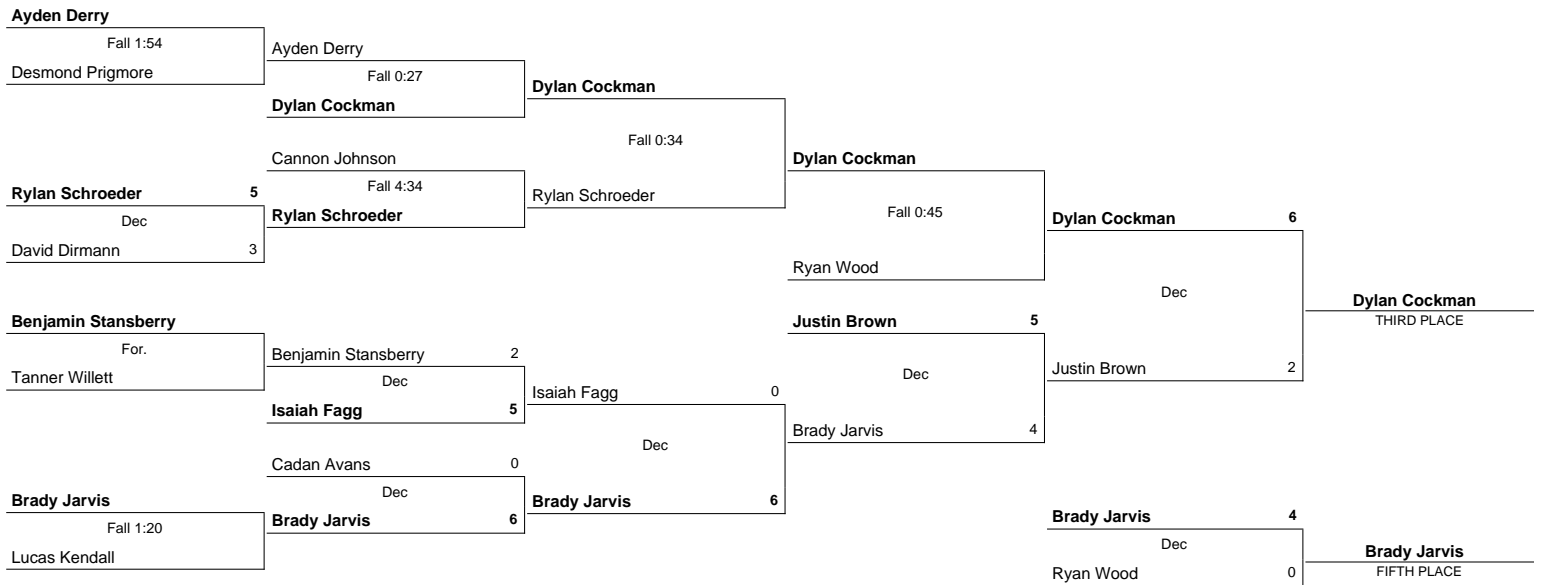 Ayden Derry
Fall 1:54
Desmond Prigmore
Rylan Schroeder 5
Dec
David Dirmann 3
Benjamin Stansberry
For.
Tanner Willett
Brady Jarvis
Fall 1:20
Lucas Kendall
Ayden Derry
Fall 0:27
Dylan Cockman
Cannon Johnson
Fall 4:34
Rylan Schroeder
Benjamin Stansberry 2
Dec
Isaiah Fagg 5
Cadan Avans 0
Dec
Brady Jarvis 6
Dylan Cockman
Fall 0:34
Rylan Schroeder
Isaiah Fagg 0
Dec
Brady Jarvis 6
Dylan Cockman
Fall 0:45
Ryan Wood
Justin Brown 5
Dec
Brady Jarvis 4
Dylan Cockman 6
Dec
Justin Brown 2
Brady Jarvis 4
Dec
Ryan Wood 0
Dylan Cockman
THIRD PLACE
Brady Jarvis
FIFTH PLACE